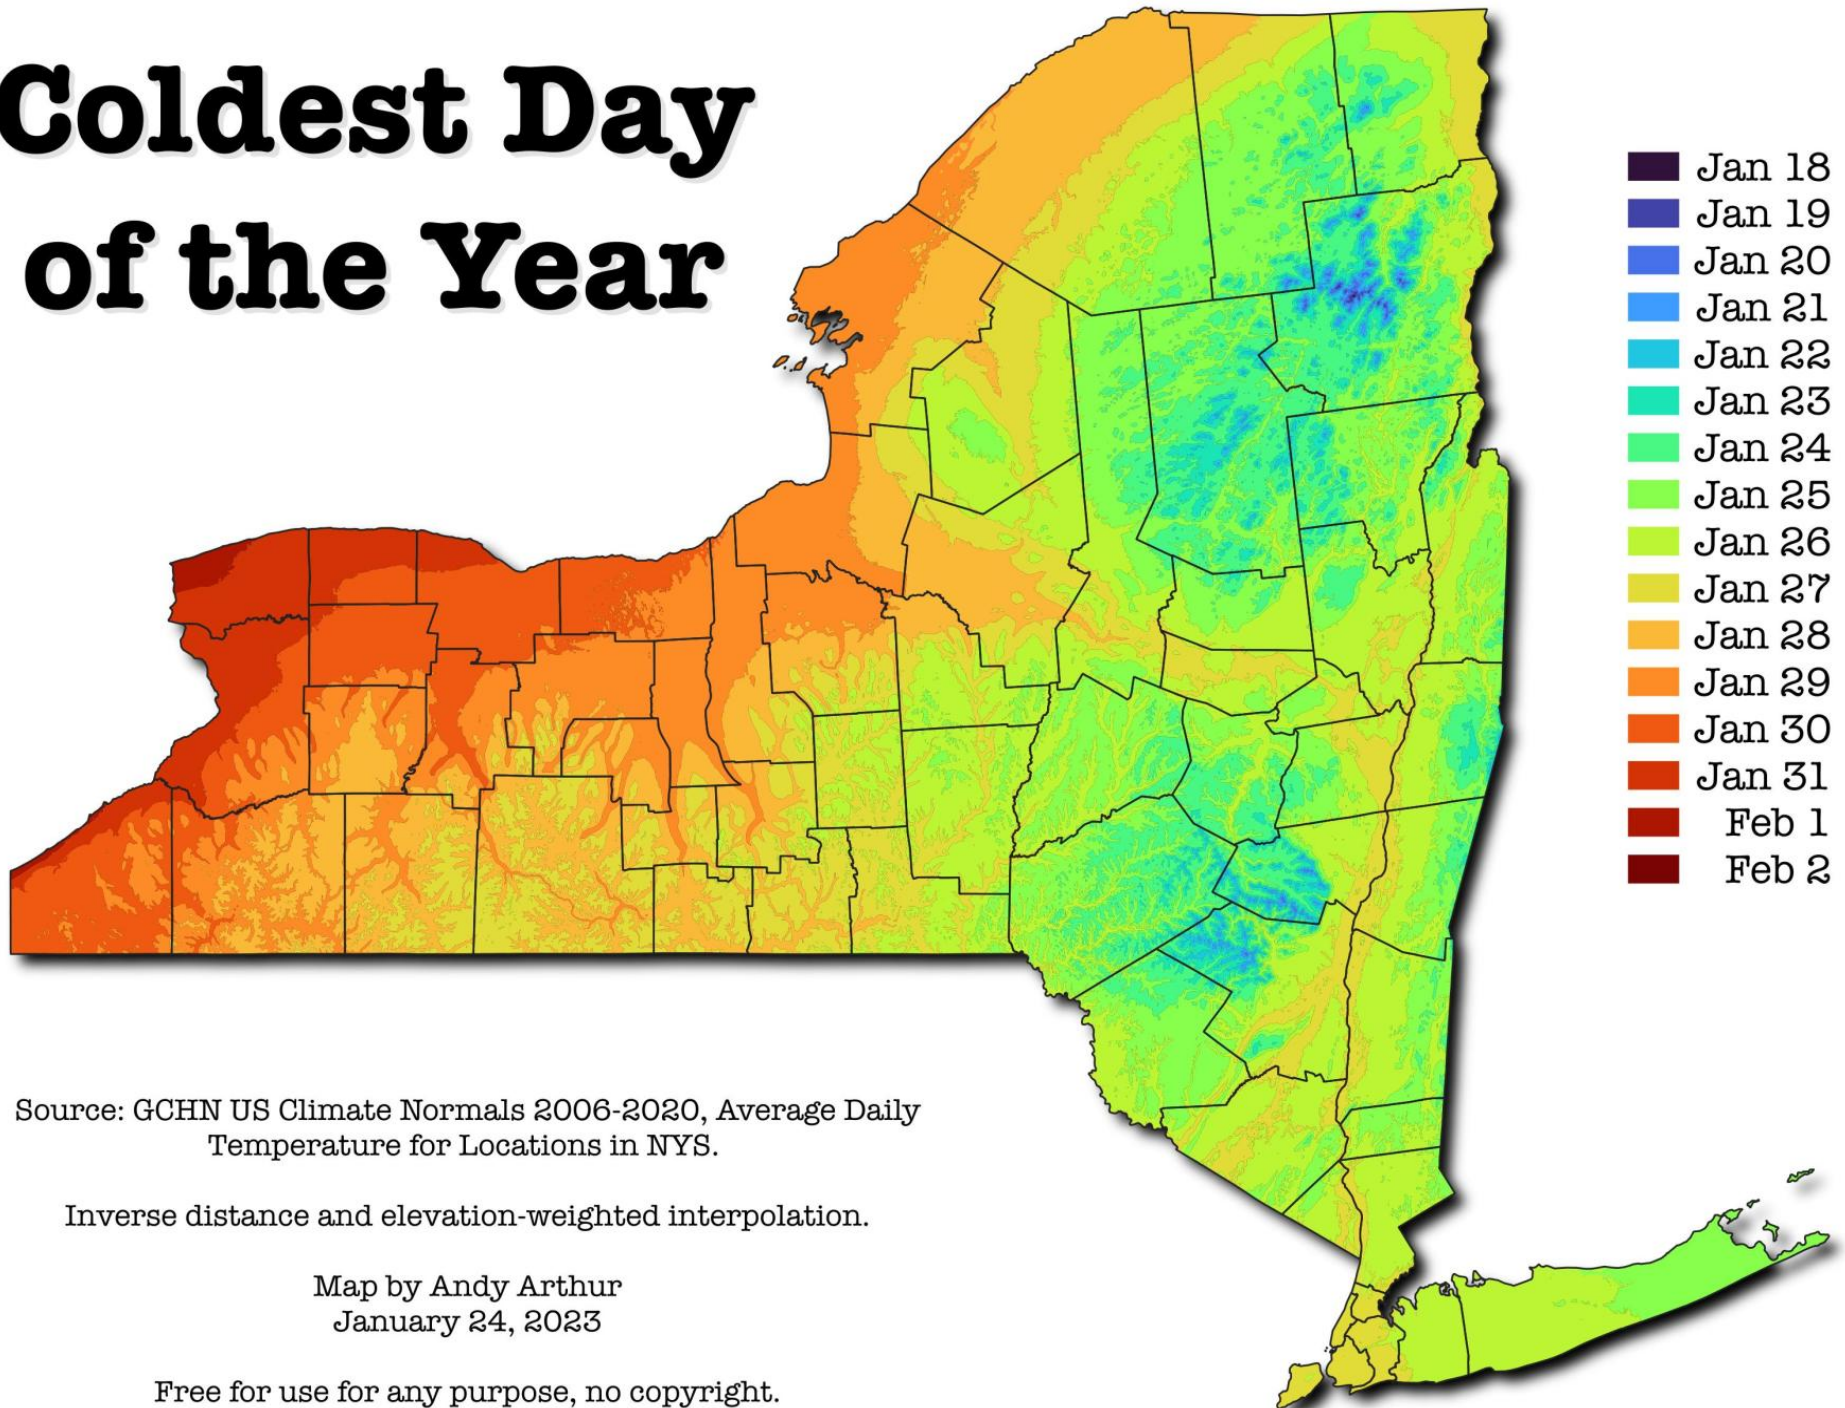 Coldest Day
of the Year
Jan 18
Jan 19
Jan 20
Jan 21
Jan 22
Jan 23
Jan 24
Jan 25
Jan 26
Jan 27
Jan 28
Jan 29
Jan 30
Jan 31
Feb 1
Feb 2
Source: GCHN US Climate Normals 2006-2020, Average Daily
Temperature for Locations in NYS.
Inverse distance and elevation-weighted interpolation.
Map by Andy Arthur
January 24, 2023
Free for use for any purpose, no copyright.